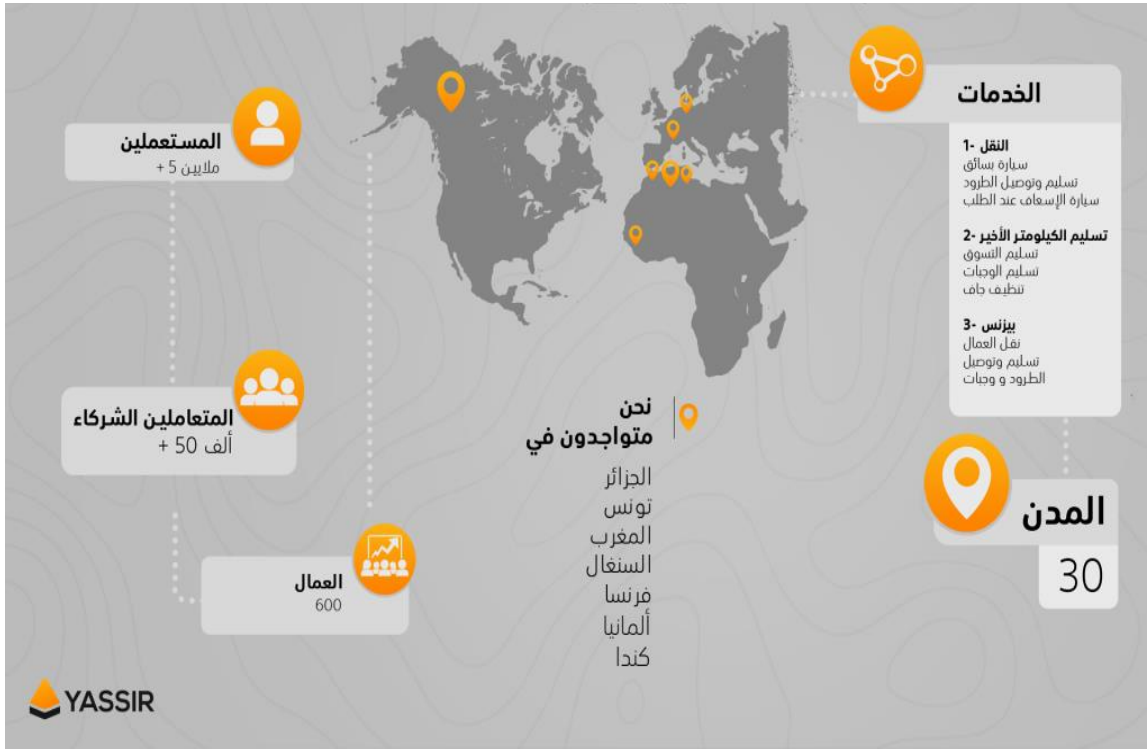 الخدمات
النقل -1
سيارة بسائق
تسليم وتوصيل الطرود
سيارة الإسعاف عند الطلب
تسليم الكيلومتر الأخير -2
تسليم التسوق
تسليم الوجبات
تنظيف جاف
بيزنس -3
نقل العمال
تسليم وتوصيل
الطرود و وجبات
المدن
30
نحن
متواجدون في
الجزائر
تونس
المغرب
السنغال
فرنسا
ألمانيا
كندا
المستعملين
ملايين 5 +
المتعاملين الشركاء
ألف 50 +
العمال
600
YASSIR